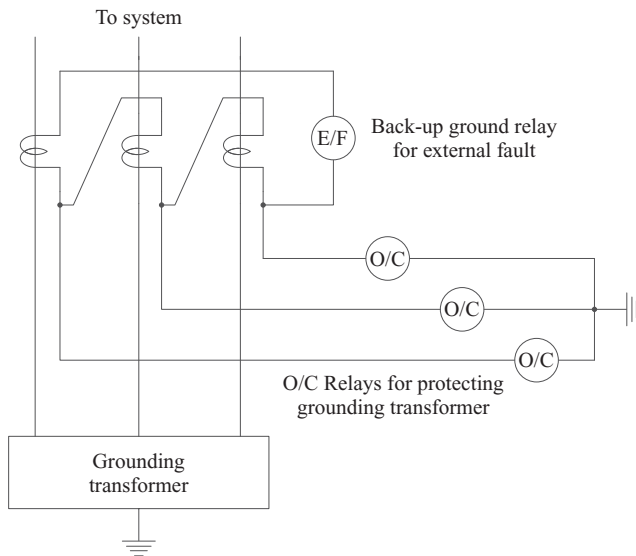 To system
E/F
Back-up ground relay
for external fault
O/C
O/C
O/C
O/C Relays for protecting
grounding transformer
Grounding
transformer